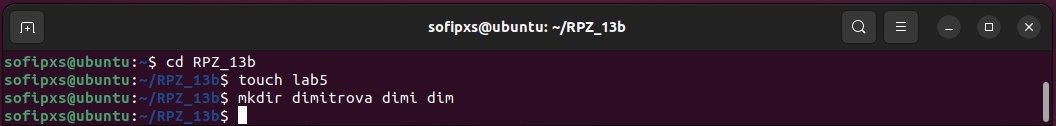 sofipxs@ubuntu: ~/RPZ_13b
sofipxs@ubuntu:~$ cd RPZ_13b
sofipxs@ubuntu:~/RPZ_13b$ touch lab5
sofipxs@ubuntu:~/RPZ_13b$ mkdir dimitrova dimi dim
sofipxs@ubuntu:~/RPZ_13b$